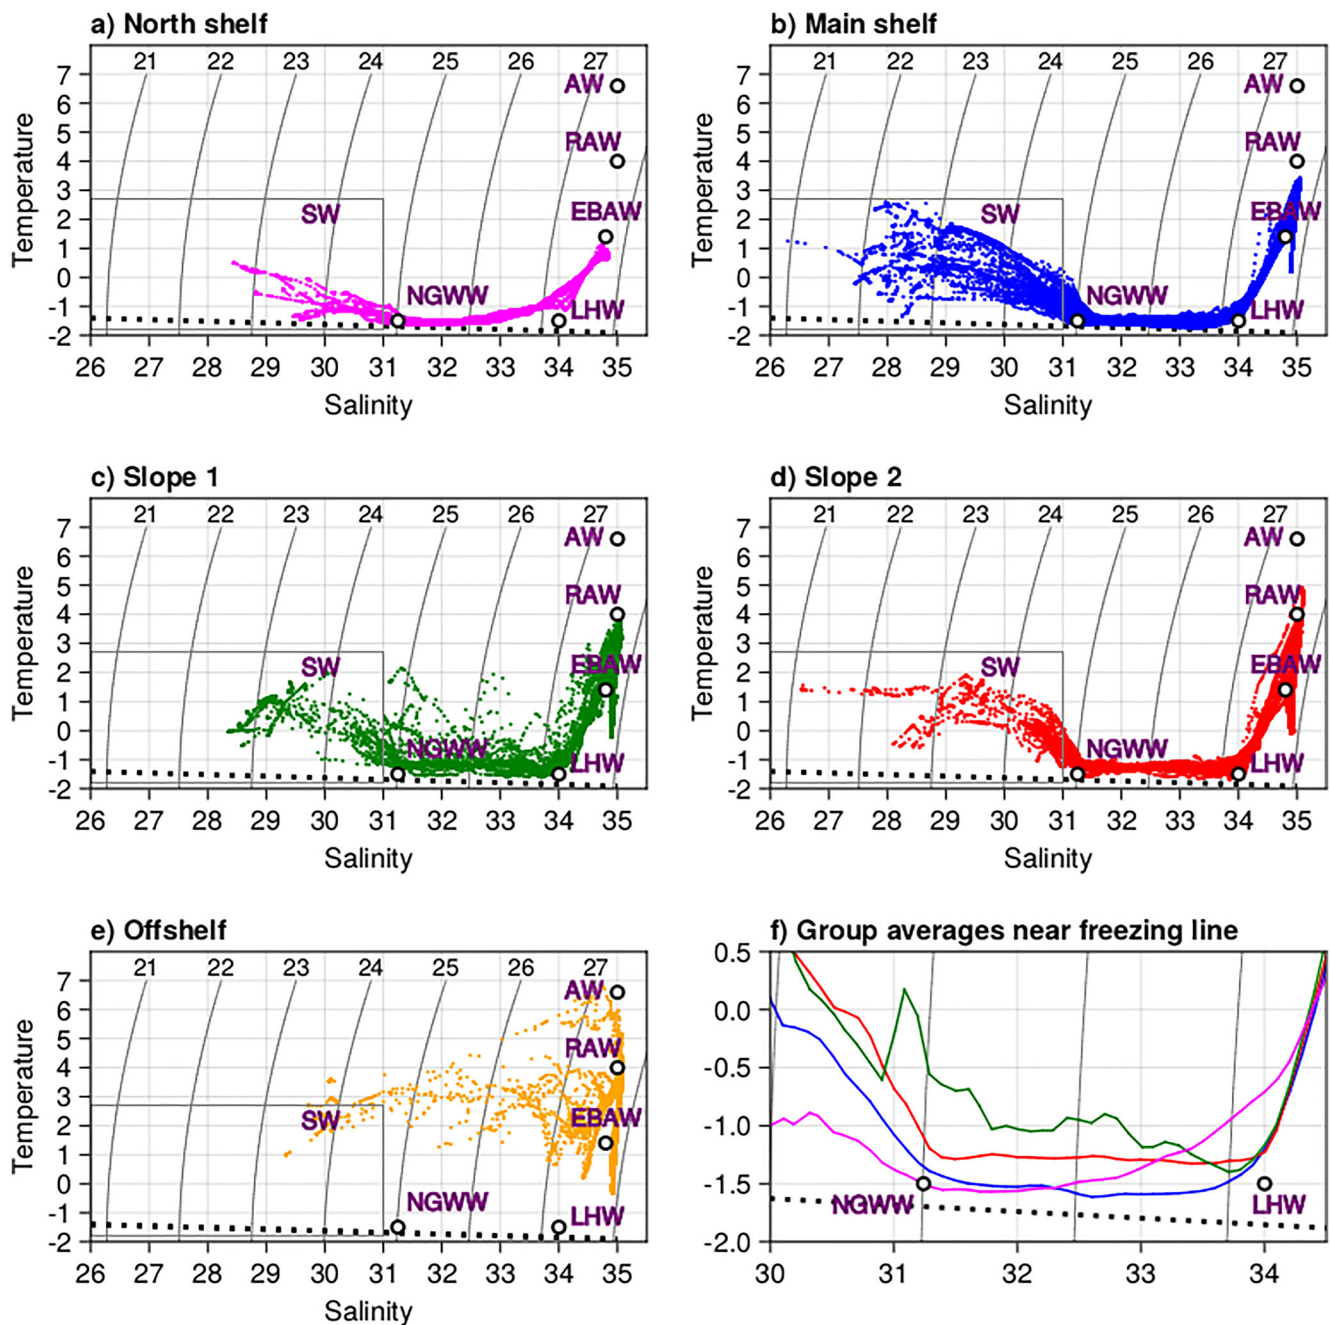 a) North shelf
21 22 23 24 25 26 27
7
6
5
4
3
2
1
0
-1
-2
Temperature
AW
RAW
EBAW
SW
NGWW
LHW
26 27 28 29 30 31 32 33 34 35
Salinity
b) Main shelf
21 22 23 24 25 26 27
7
6
5
4
3
2
1
0
-1
-2
Temperature
AW
RAW
EBAW
SW
NGWW
LHW
26 27 28 29 30 31 32 33 34 35
Salinity
c) Slope 1
21 22 23 24 25 26 27
7
6
5
4
3
2
1
0
-1
-2
Temperature
AW
RAW
EBAW
SW
NGWW
LHW
26 27 28 29 30 31 32 33 34 35
Salinity
d) Slope 2
21 22 23 24 25 26 27
7
6
5
4
3
2
1
0
-1
-2
Temperature
AW
RAW
EBAW
SW
NGWW
LHW
26 27 28 29 30 31 32 33 34 35
Salinity
e) Offshelf
21 22 23 24 25 26 27
7
6
5
4
3
2
1
0
-1
-2
Temperature
AW
RAW
EBAW
SW
NGWW
LHW
26 27 28 29 30 31 32 33 34 35
Salinity
f) Group averages near freezing line
0.5
0.0
-0.5
-1.0
-1.5
-2.0
NGWW
LHW
30 31 32 33 34